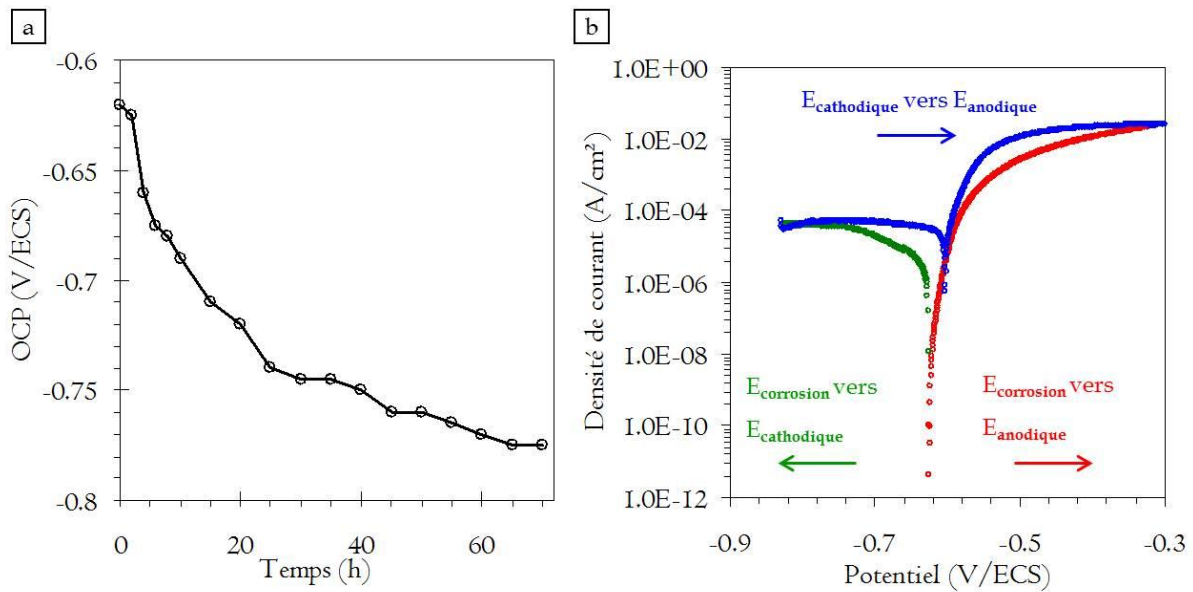 a
-0.6
-0.65
-0.7
-0.75
-0.8
OCP (V/ECS)
0
20
40
60
Temps (h)
b
1.0E+00
1.0E-02
1.0E-04
1.0E-06
1.0E-08
1.0E-10
1.0E-12
Densité de courant (A/cm²)
Ecathodique vers Eanodique
Ecorrosion vers
Ecathodique
Ecorrosion vers
Eanodique
-0.9
-0.7
-0.5
-0.3
Potentiel (V/ECS)